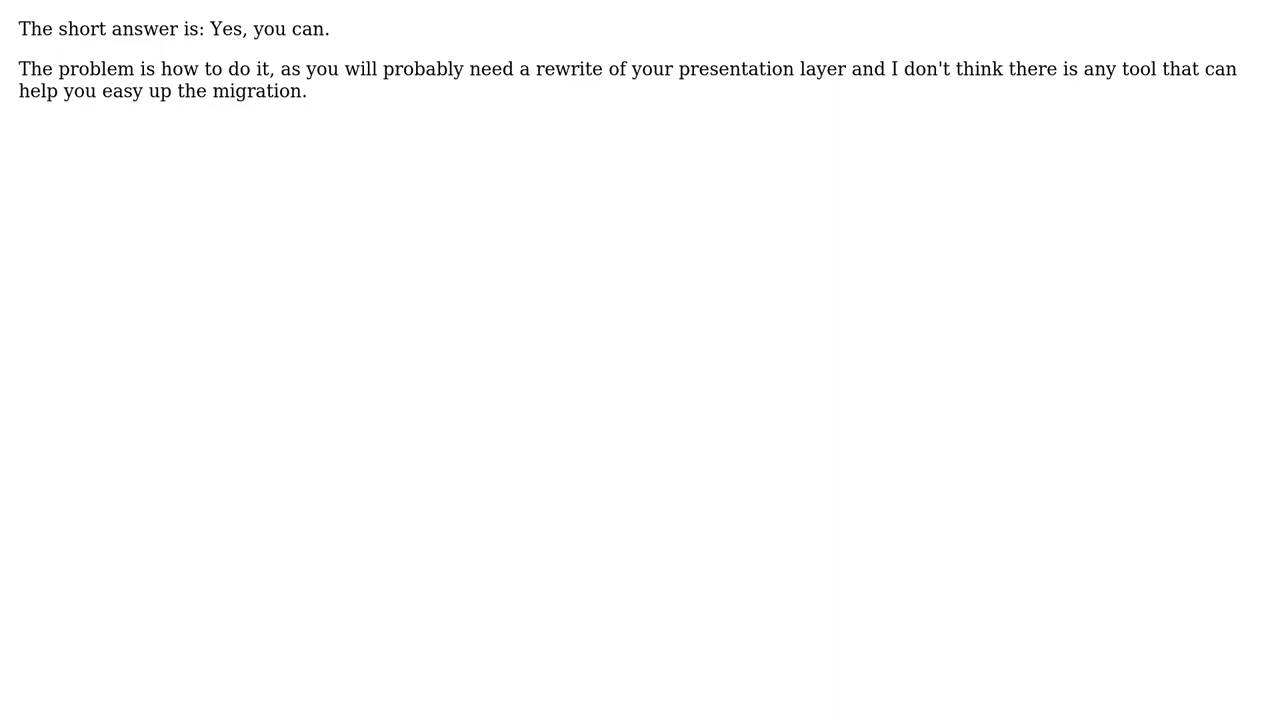 The short answer is: Yes, you can.
The problem is how to do it, as you will probably need a rewrite of your presentation layer and I don't think there is any tool that can
help you easy up the migration.